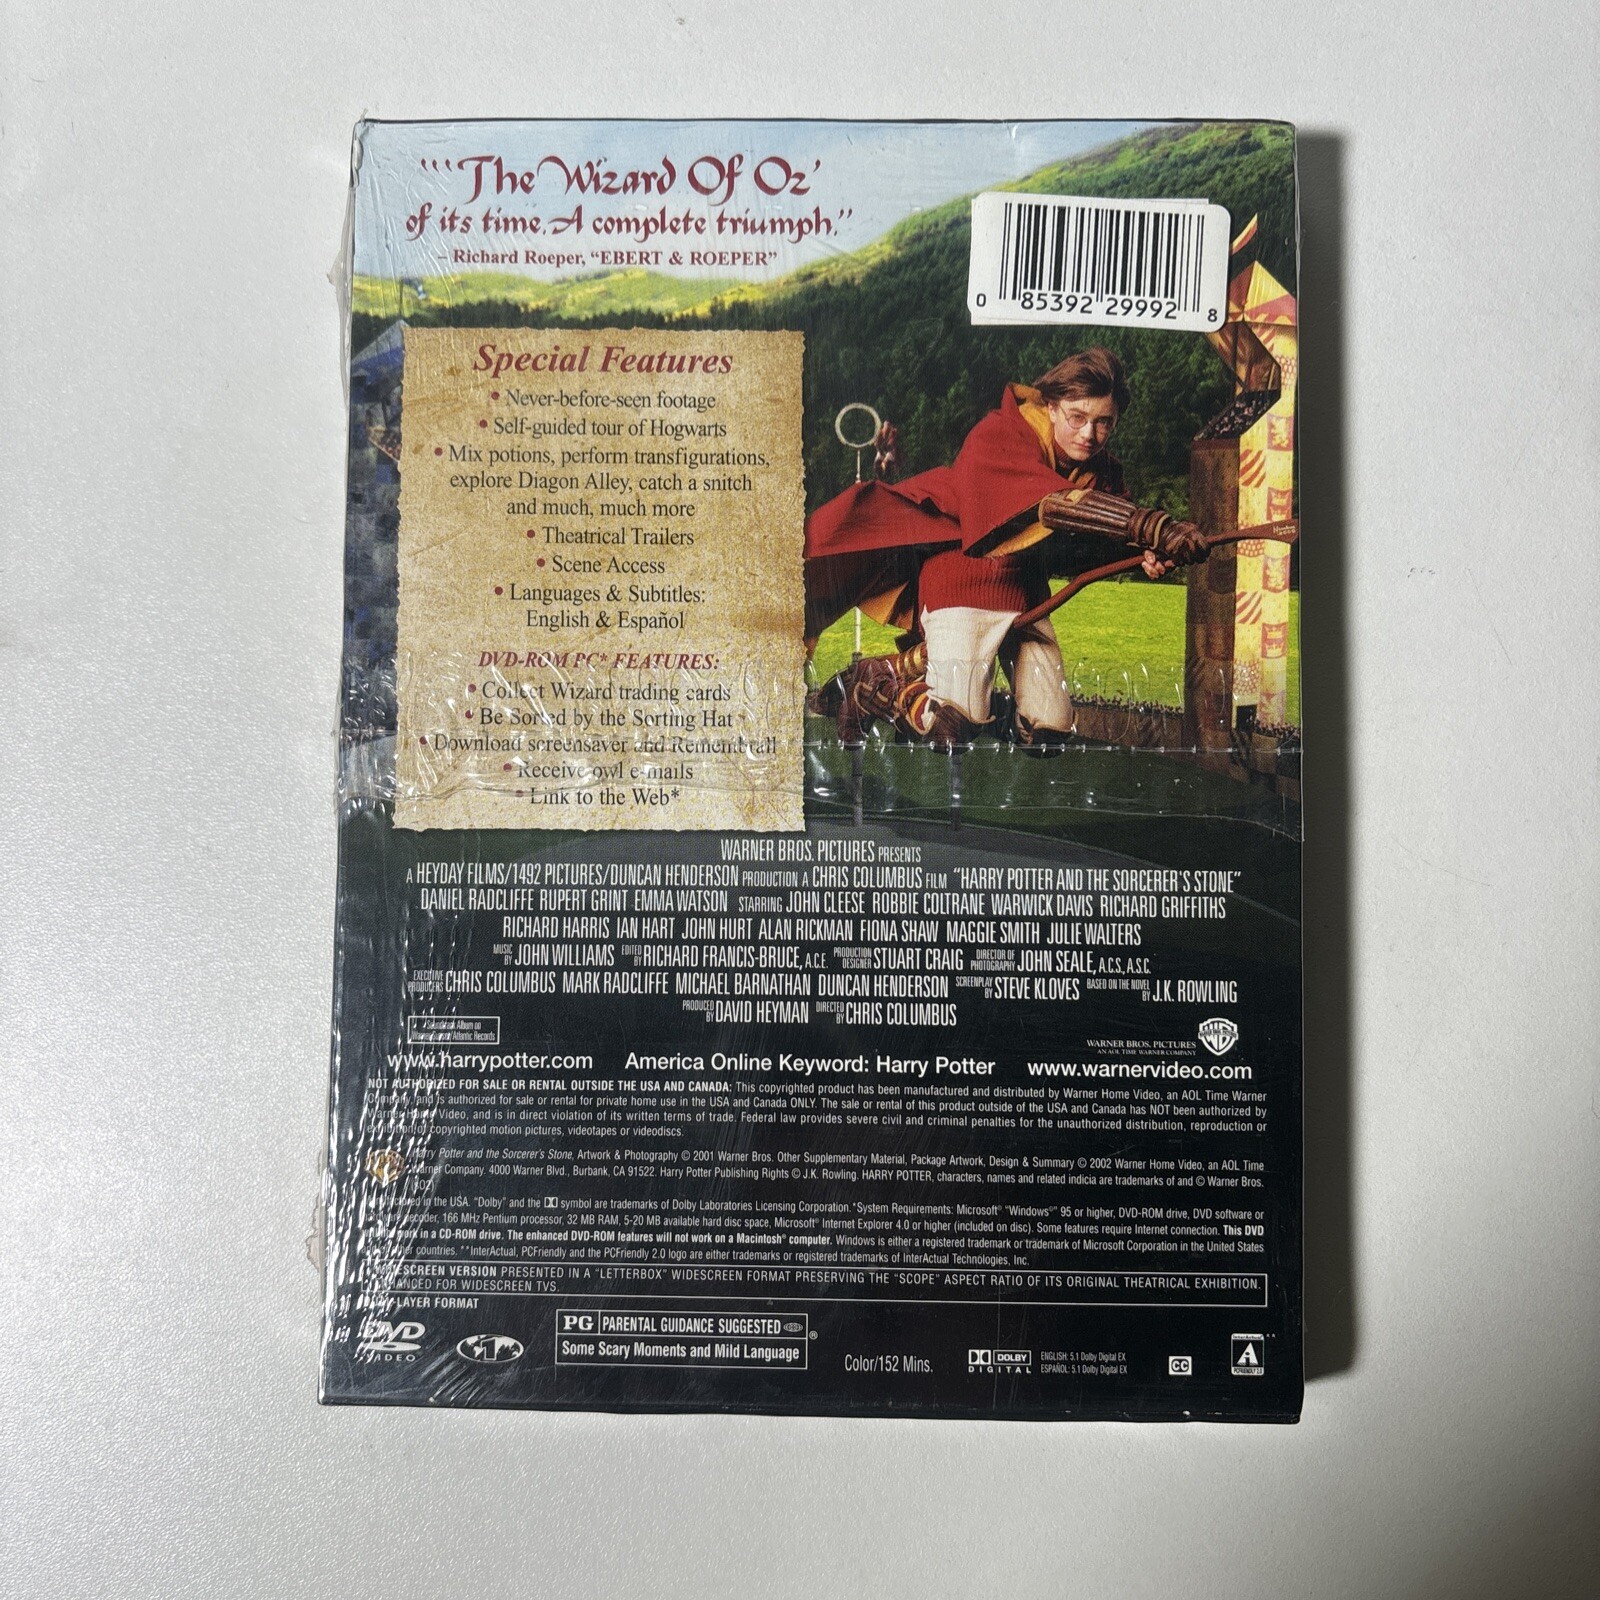 "'The Wizard Of Oz'
of its time. A complete triumph."
– Richard Roeper, "EBERT & ROEPER"
0 85392 29992 8
Special Features
• Never-before-seen footage
• Self-guided tour of Hogwarts
• Mix potions, perform transfigurations,
explore Diagon Alley, catch a snitch
and much, much more
• Theatrical Trailers
• Scene Access
• Languages & Subtitles:
English & Español
DVD-ROM PC* FEATURES:
• Collect Wizard trading cards
• Be Sorted by the Sorting Hat
• Download screensaver and Remembrall
• Receive owl e-mails
• Link to the Web*
WARNER BROS. PICTURES PRESENTS
A HEYDAY FILMS/1492 PICTURES/DUNCAN HENDERSON PRODUCTION A CHRIS COLUMBUS FILM "HARRY POTTER AND THE SORCERER'S STONE"
DANIEL RADCLIFFE RUPERT GRINT EMMA WATSON STARRING JOHN CLEESE ROBBIE COLTRANE WARWICK DAVIS RICHARD GRIFFITHS
RICHARD HARRIS IAN HART JOHN HURT ALAN RICKMAN FIONA SHAW MAGGIE SMITH JULIE WALTERS
MUSIC BY JOHN WILLIAMS EDITED BY RICHARD FRANCIS-BRUCE, A.C.E. PRODUCTION DESIGNER STUART CRAIG DIRECTOR OF PHOTOGRAPHY JOHN SEALE, A.C.S., A.S.C.
EXECUTIVE PRODUCERS CHRIS COLUMBUS MARK RADCLIFFE MICHAEL BARNATHAN DUNCAN HENDERSON SCREENPLAY BY STEVE KLOVES BASED ON THE NOVEL BY J.K. ROWLING
PRODUCED BY DAVID HEYMAN DIRECTED BY CHRIS COLUMBUS
Soundtrack Album on
Warner Sunset/Atlantic Records
WARNER BROS. PICTURES
AN AOL TIME WARNER COMPANY
www.harrypotter.com America Online Keyword: Harry Potter www.warnervideo.com
NOT AUTHORIZED FOR SALE OR RENTAL OUTSIDE THE USA AND CANADA: This copyrighted product has been manufactured and distributed by Warner Home Video, an AOL Time Warner
Company, and is authorized for sale or rental for private home use in the USA and Canada ONLY. The sale or rental of this product outside of the USA and Canada has NOT been authorized by
Warner Home Video, and is in direct violation of its written terms of trade. Federal law provides severe civil and criminal penalties for the unauthorized distribution, reproduction or
exhibition of copyrighted motion pictures, videotapes or videodiscs.
Harry Potter and the Sorcerer's Stone, Artwork & Photography © 2001 Warner Bros. Other Supplementary Material, Package Artwork, Design & Summary © 2002 Warner Home Video, an AOL Time
Warner Company. 4000 Warner Blvd., Burbank, CA 91522. Harry Potter Publishing Rights © J.K. Rowling. HARRY POTTER, characters, names and related indicia are trademarks of and © Warner Bros.
in the USA. "Dolby" and the symbol are trademarks of Dolby Laboratories Licensing Corporation. *System Requirements: Microsoft® "Windows®" 95 or higher, DVD-ROM drive, DVD software or
decoder, 166 MHz Pentium processor, 32 MB RAM, 5-20 MB available hard disc space, Microsoft® Internet Explorer 4.0 or higher (included on disc). Some features require Internet connection. This DVD
work in a CD-ROM drive. The enhanced DVD-ROM features will not work on a Macintosh® computer. Windows is either a registered trademark or trademark of Microsoft Corporation in the United States
other countries. **InterActual, PCFriendly and the PCFriendly 2.0 logo are either trademarks or registered trademarks of InterActual Technologies, Inc.
WIDESCREEN VERSION PRESENTED IN A "LETTERBOX" WIDESCREEN FORMAT PRESERVING THE "SCOPE" ASPECT RATIO OF ITS ORIGINAL THEATRICAL EXHIBITION.
ENHANCED FOR WIDESCREEN TVS.
-LAYER FORMAT
DVD VIDEO
1
PG PARENTAL GUIDANCE SUGGESTED ®
Some Scary Moments and Mild Language
Color/152 Mins.
DOLBY DIGITAL
ENGLISH: 5.1 Dolby Digital EX
ESPAÑOL: 5.1 Dolby Digital EX
CC
InterActual **
PCFRIENDLY 2.0